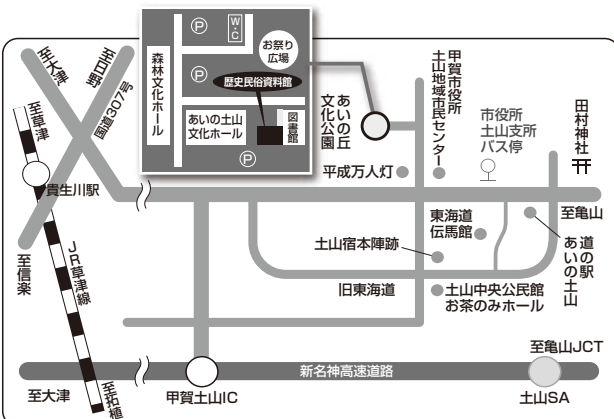 至大津
至日野
国道307号
至草津
貴生川駅
至信楽
JR草津線
至柘植
森林文化ホール
P
W・C
お祭り
広場
P
歴史民俗資料館
あいの土山
文化ホール
図書館
P
あいの丘
文化公園
平成万人灯
甲賀市役所
土山地域市民センター
市役所
土山支所
バス停
田村神社
至亀山
東海道
伝馬館
道の駅
あいの土山
土山宿本陣跡
旧東海道
土山中央公民館
お茶のみホール
新名神高速道路
至亀山JCT
至大津
甲賀土山IC
土山SA